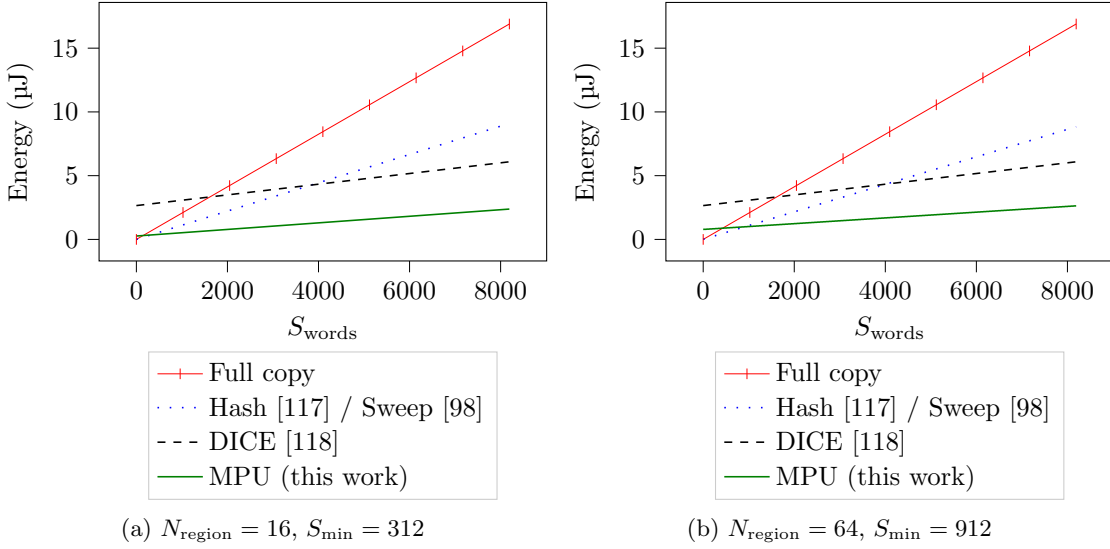 15
10
5
0
Energy (µJ)
0 2000 4000 6000 8000
S_words
Full copy
Hash [117] / Sweep [98]
DICE [118]
MPU (this work)
(a) N_region = 16, S_min = 312
15
10
5
0
Energy (µJ)
0 2000 4000 6000 8000
S_words
Full copy
Hash [117] / Sweep [98]
DICE [118]
MPU (this work)
(b) N_region = 64, S_min = 912